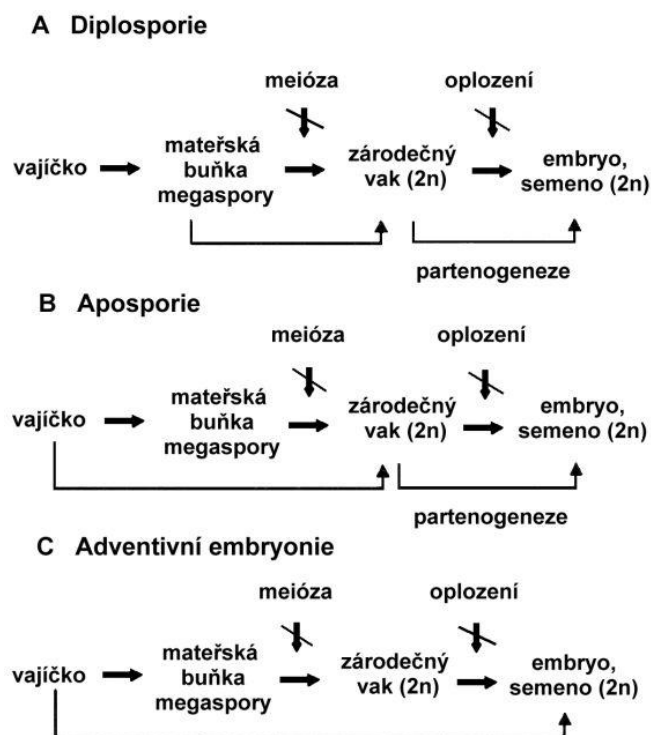 A Diplosporie
meióza
oplození
vajíčko
mateřská
buňka
megaspory
zárodečný
vak (2n)
embryo,
semeno (2n)
partenogeneze
B Aposporie
meióza
oplození
vajíčko
mateřská
buňka
megaspory
zárodečný
vak (2n)
embryo,
semeno (2n)
partenogeneze
C Adventivní embryonie
meióza
oplození
vajíčko
mateřská
buňka
megaspory
zárodečný
vak (2n)
embryo,
semeno (2n)